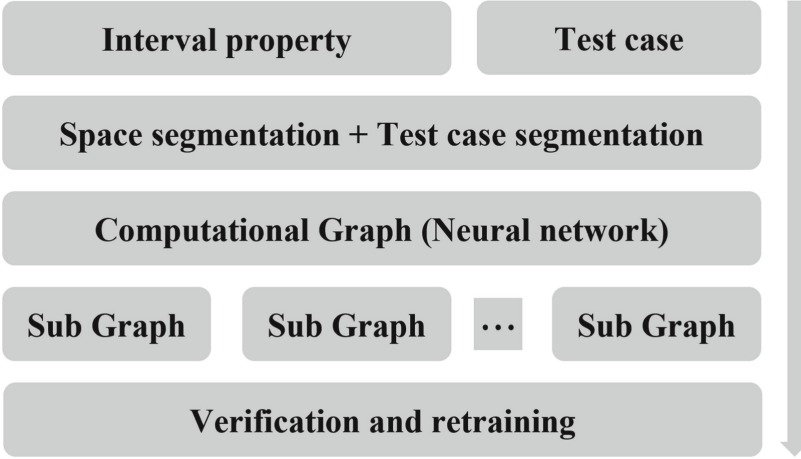 Interval property
Test case
Space segmentation + Test case segmentation
Computational Graph (Neural network)
Sub Graph
Sub Graph
...
Sub Graph
Verification and retraining